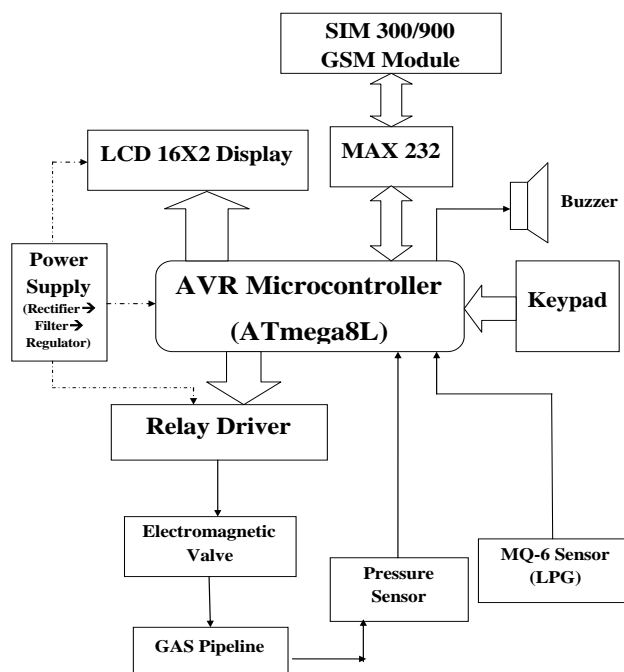 SIM 300/900
GSM Module
LCD 16X2 Display
MAX 232
Buzzer
Power
Supply
(Rectifier→
Filter→
Regulator)
AVR Microcontroller
(ATmega8L)
Keypad
Relay Driver
Electromagnetic
Valve
Pressure
Sensor
MQ-6 Sensor
(LPG)
GAS Pipeline